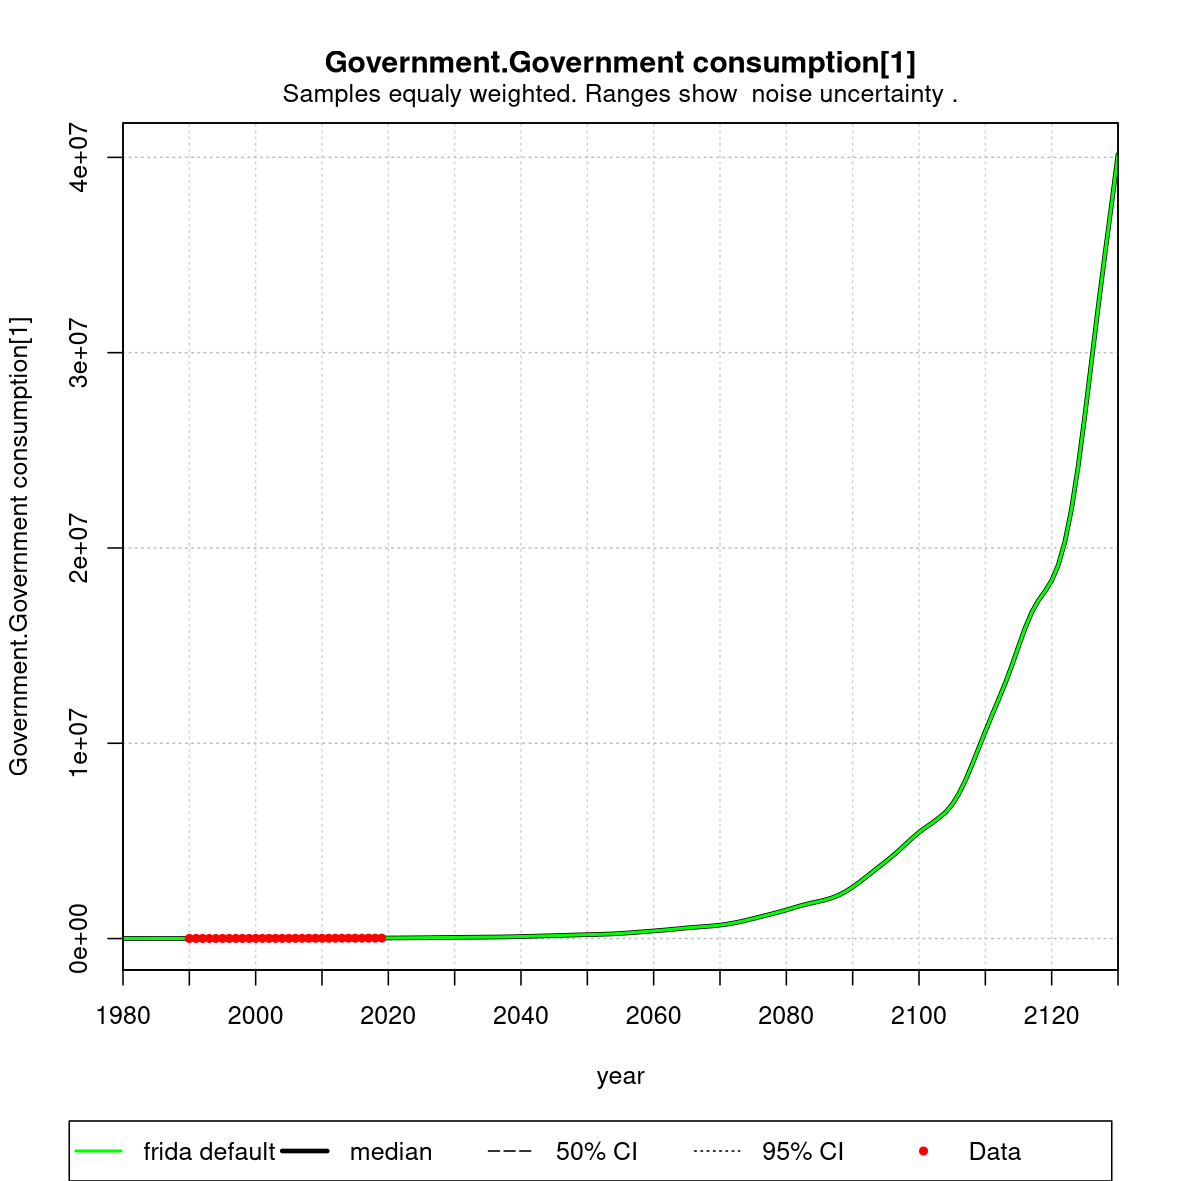 Government.Government consumption[1]
Samples equaly weighted. Ranges show  noise uncertainty .
Government.Government consumption[1]
4e+07
3e+07
2e+07
1e+07
0e+00
1980 2000 2020 2040 2060 2080 2100 2120
year
frida default median 50% CI 95% CI Data